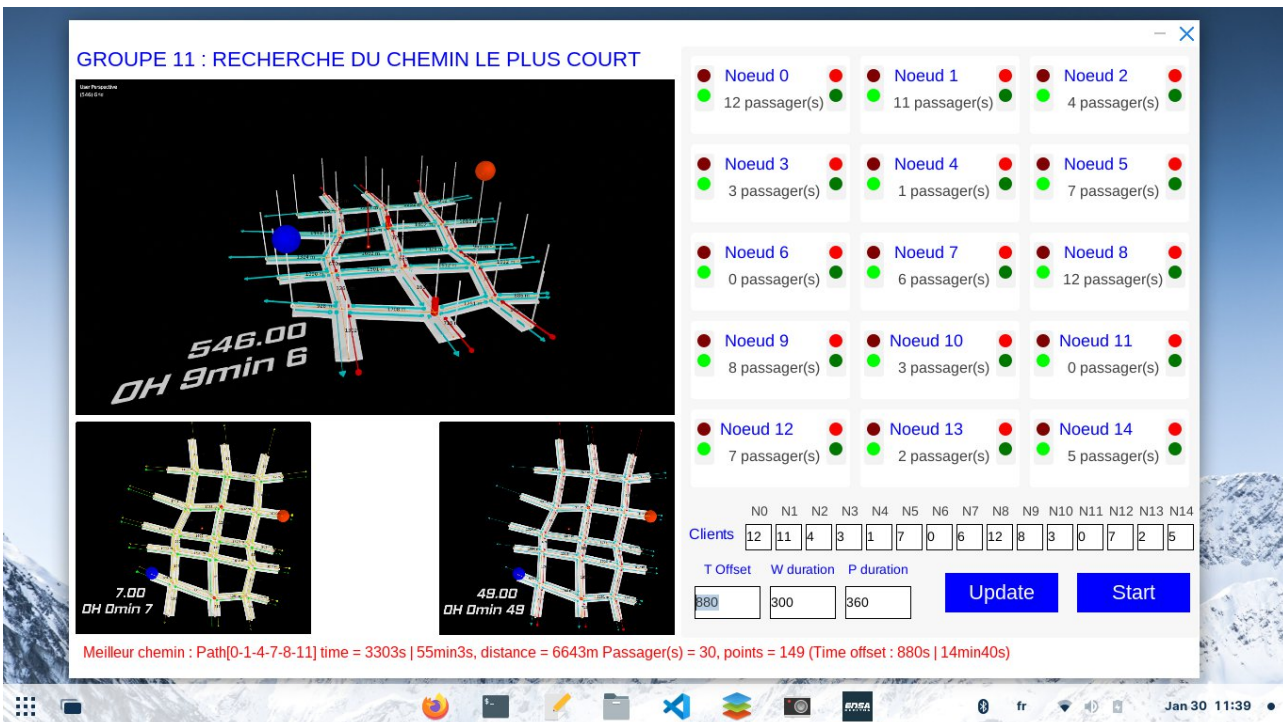 GROUPE 11 : RECHERCHE DU CHEMIN LE PLUS COURT
User Perspective
546.00
0H 9min 6
7.00
0H 0min 7
49.00
0H 0min 49
Noeud 0
12 passager(s)
Noeud 1
11 passager(s)
Noeud 2
4 passager(s)
Noeud 3
3 passager(s)
Noeud 4
1 passager(s)
Noeud 5
7 passager(s)
Noeud 6
0 passager(s)
Noeud 7
6 passager(s)
Noeud 8
12 passager(s)
Noeud 9
8 passager(s)
Noeud 10
3 passager(s)
Noeud 11
0 passager(s)
Noeud 12
7 passager(s)
Noeud 13
2 passager(s)
Noeud 14
5 passager(s)
N0 N1 N2 N3 N4 N5 N6 N7 N8 N9 N10 N11 N12 N13 N14
Clients 12 11 4 3 1 7 0 6 12 8 3 0 7 2 5
T Offset W duration P duration
880 300 360 Update Start
Meilleur chemin : Path[0-1-4-7-8-11] time = 3303s | 55min3s, distance = 6643m Passager(s) = 30, points = 149 (Time offset : 880s | 14min40s)
fr Jan 30 11:39